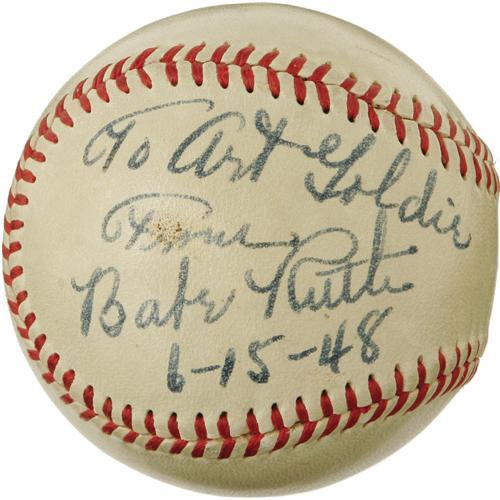 To Art Goldie
From
Babe Ruth
6-15-48